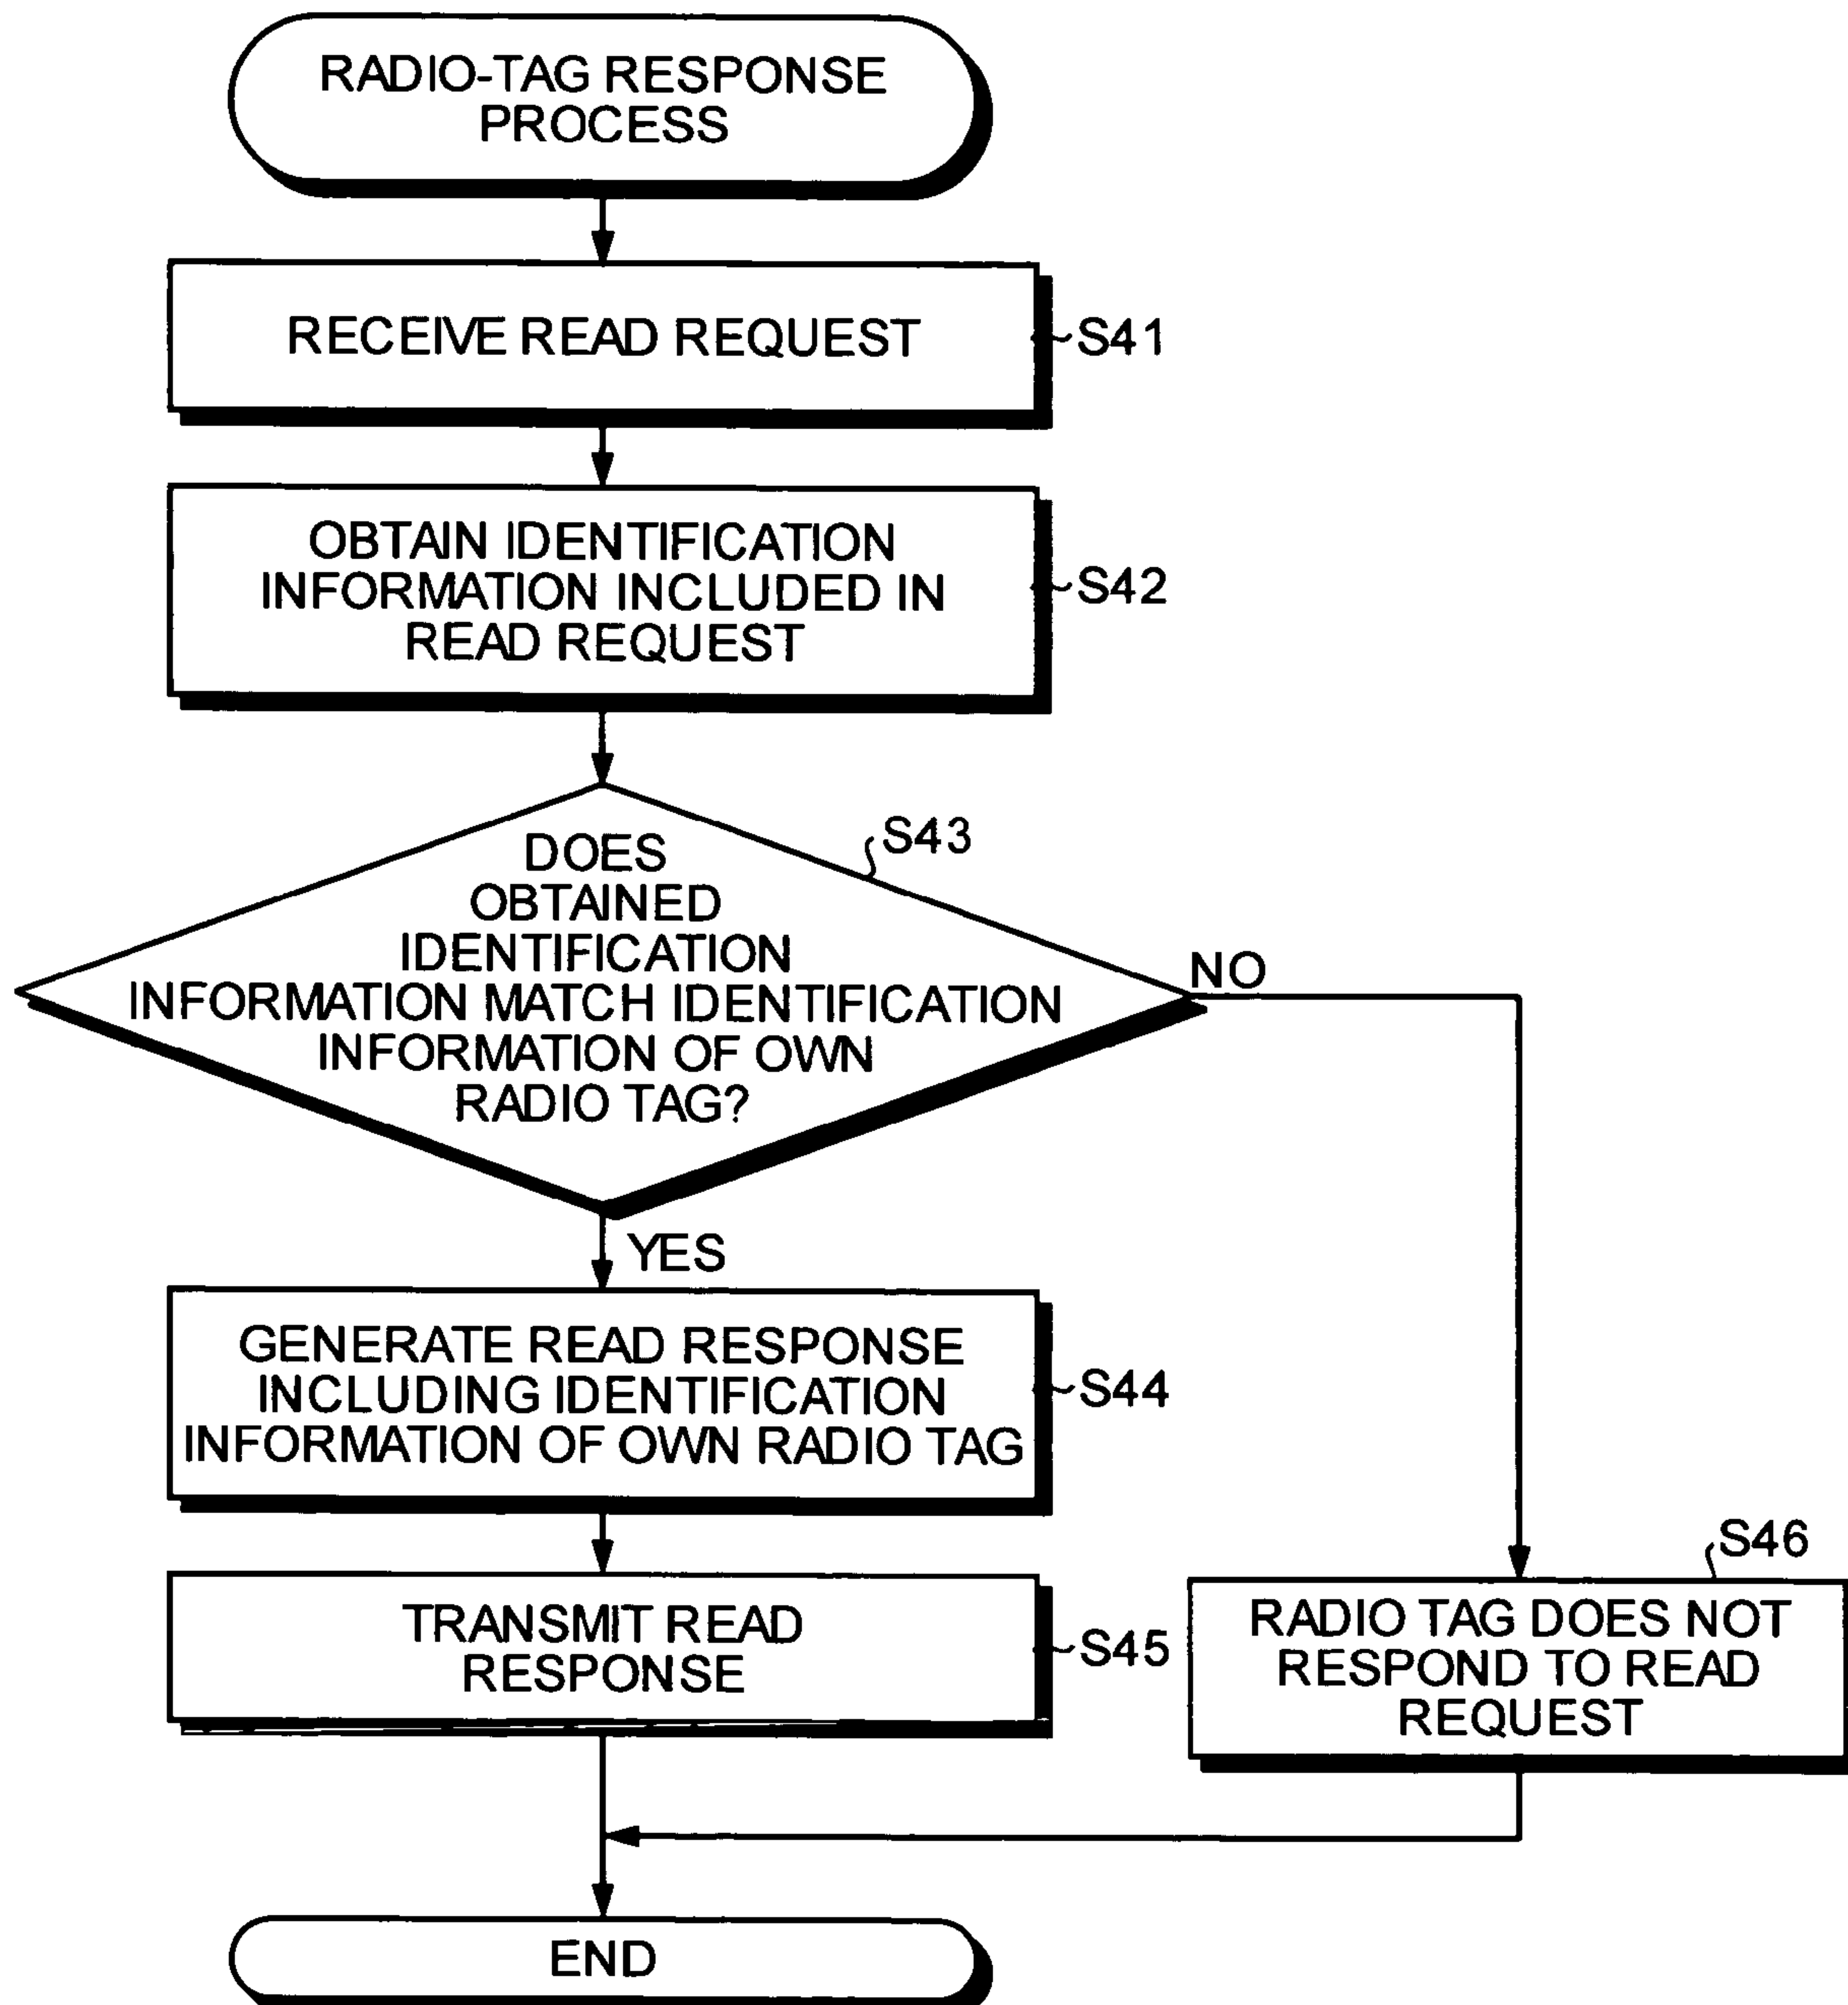 RADIO-TAG RESPONSE
PROCESS
RECEIVE READ REQUEST
S41
OBTAIN IDENTIFICATION
INFORMATION INCLUDED IN
READ REQUEST
S42
DOES
OBTAINED
IDENTIFICATION
INFORMATION MATCH IDENTIFICATION
INFORMATION OF OWN
RADIO TAG?
S43
NO
YES
GENERATE READ RESPONSE
INCLUDING IDENTIFICATION
INFORMATION OF OWN RADIO TAG
S44
TRANSMIT READ
RESPONSE
S45
S46
RADIO TAG DOES NOT
RESPOND TO READ
REQUEST
END